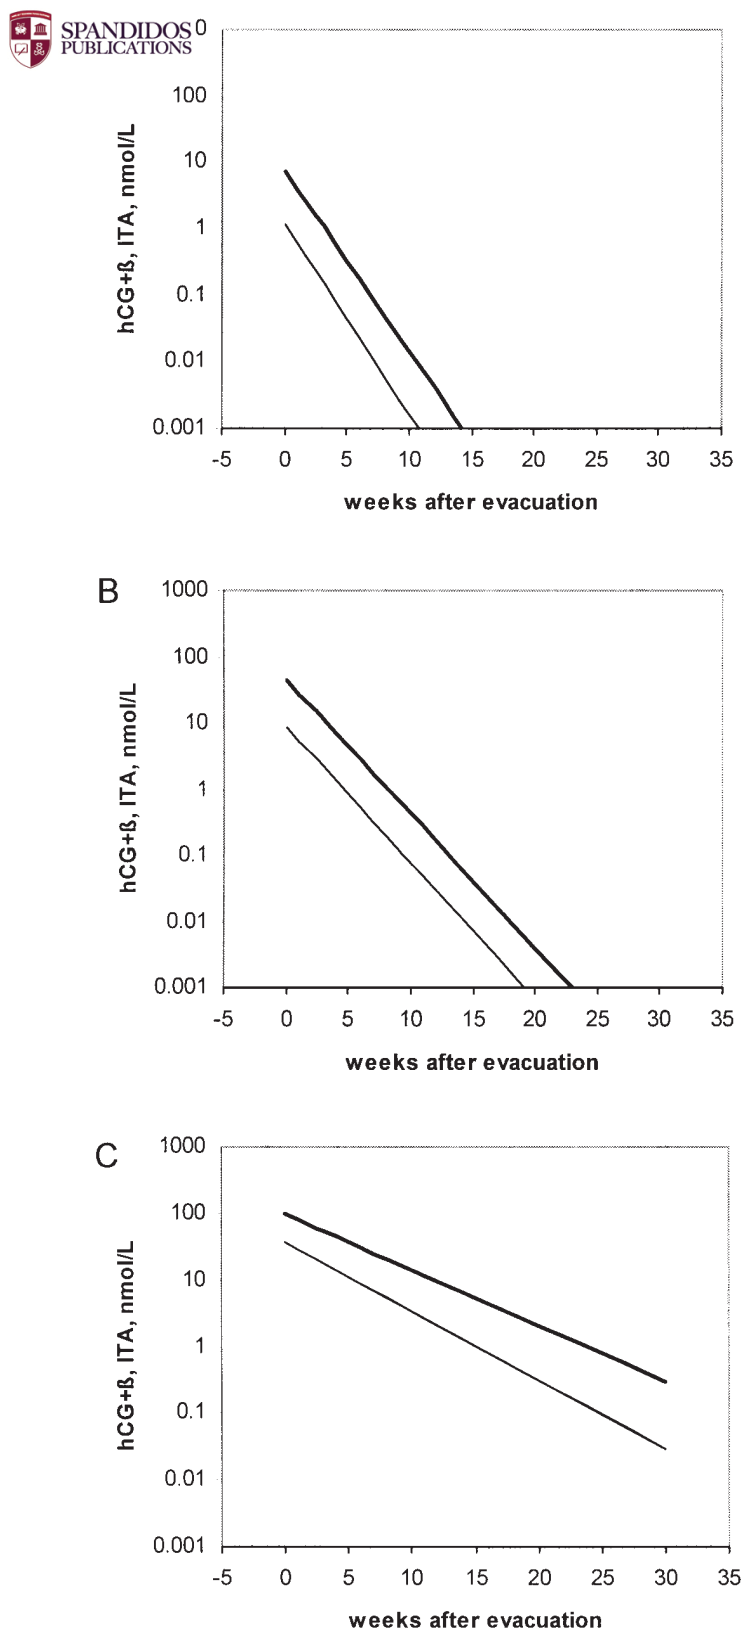 SPANDIDOS
PUBLICATIONS
0
100
10
1
0.1
0.01
0.001
hCG+ß, ITA, nmol/L
-5 0 5 10 15 20 25 30 35
weeks after evacuation
B
1000
100
10
1
0.1
0.01
0.001
hCG+ß, ITA, nmol/L
-5 0 5 10 15 20 25 30 35
weeks after evacuation
C
1000
100
10
1
0.1
0.01
0.001
hCG+ß, ITA, nmol/L
-5 0 5 10 15 20 25 30 35
weeks after evacuation